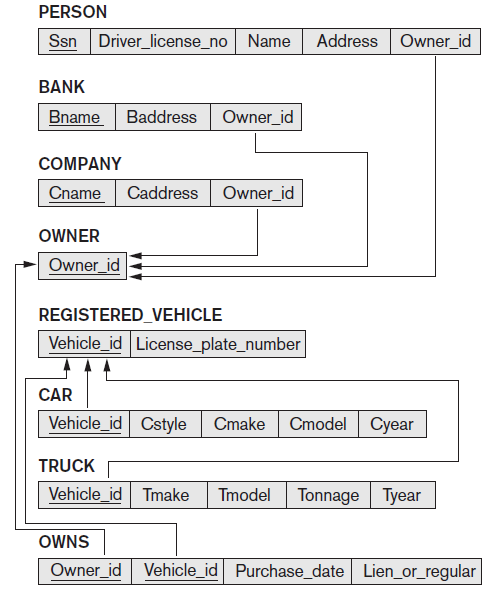 PERSON
Ssn Driver_license_no Name Address Owner_id
BANK
Bname Baddress Owner_id
COMPANY
Cname Caddress Owner_id
OWNER
Owner_id
REGISTERED_VEHICLE
Vehicle_id License_plate_number
CAR
Vehicle_id Cstyle Cmake Cmodel Cyear
TRUCK
Vehicle_id Tmake Tmodel Tonnage Tyear
OWNS
Owner_id Vehicle_id Purchase_date Lien_or_regular